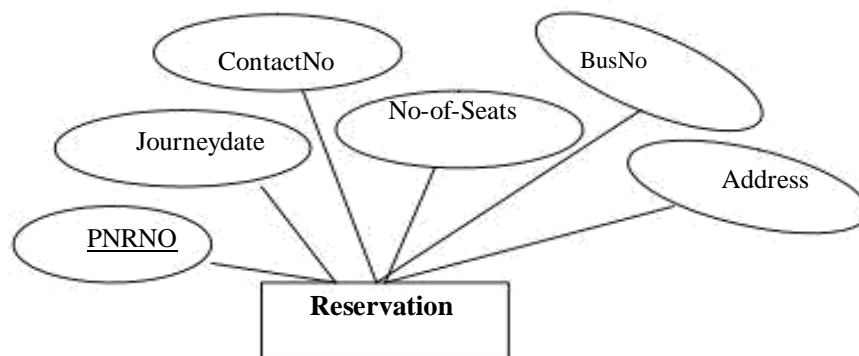 ContactNo
BusNo
No-of-Seats
Journeydate
Address
PNRNO
Reservation